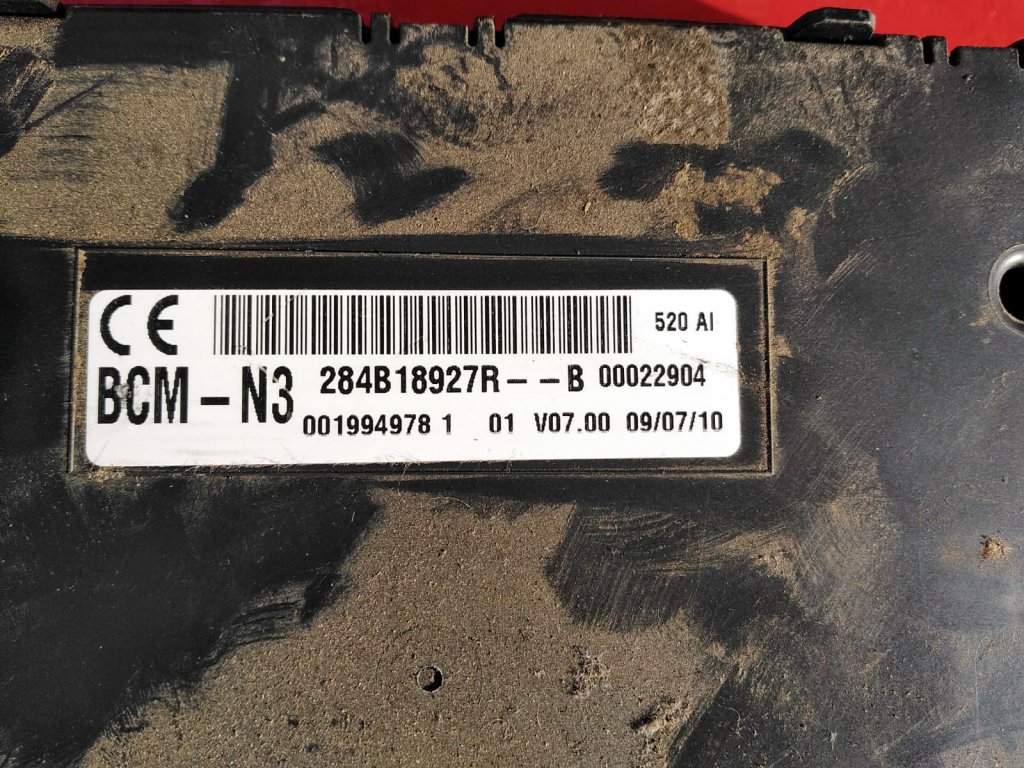 CE 520 AI
BCM - N3 284B18927R - - B 00022904
001994978 1 01 V07.00 09/07/10